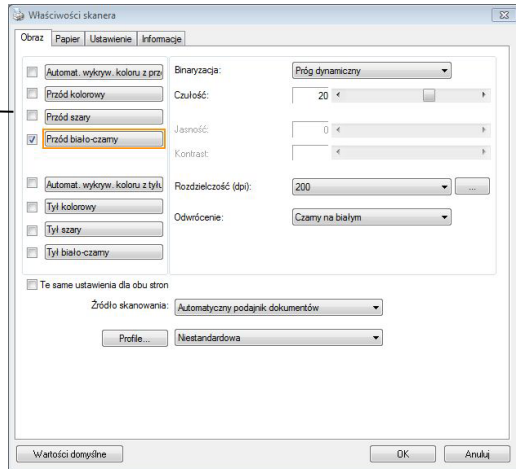 Właściwości skanera
Obraz Papier Ustawienie Informacje
Automat. wykryw. koloru z prz
Przód kolorowy
Przód szary
Przód biało-czarny
Automat. wykryw. koloru z tyłu
Tył kolorowy
Tył szary
Tył biało-czarny
Binaryzacja: Próg dynamiczny
Czułość: 20
Jasność: 0
Kontrast:
Rozdzielczość (dpi): 200 ...
Odwrócenie: Czarny na białym
Te same ustawienia dla obu stron
Źródło skanowania: Automatyczny podajnik dokumentów
Profile... Niestandardowa
Wartości domyślne OK Anuluj